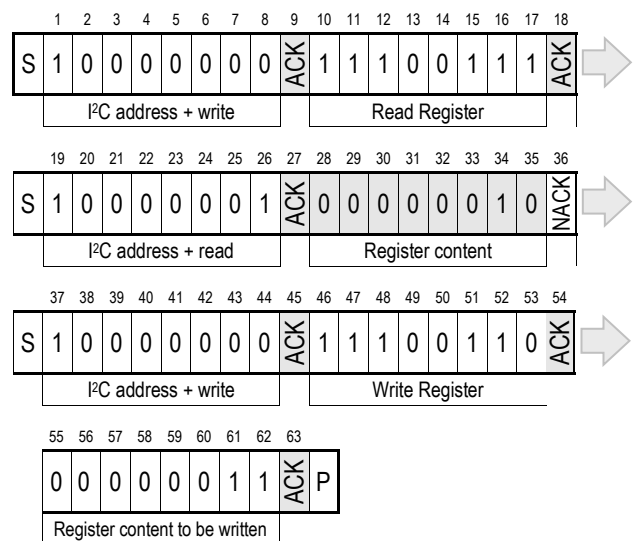 1 2 3 4 5 6 7 8 9 10 11 12 13 14 15 16 17 18
S 1 0 0 0 0 0 0 0 ACK 1 1 1 0 0 1 1 1 ACK
I²C address + write Read Register
19 20 21 22 23 24 25 26 27 28 29 30 31 32 33 34 35 36
S 1 0 0 0 0 0 0 1 ACK 0 0 0 0 0 0 1 0 NACK
I²C address + read Register content
37 38 39 40 41 42 43 44 45 46 47 48 49 50 51 52 53 54
S 1 0 0 0 0 0 0 0 ACK 1 1 1 0 0 1 1 0 ACK
I²C address + write Write Register
55 56 57 58 59 60 61 62 63
0 0 0 0 0 0 1 1 ACK P
Register content to be written